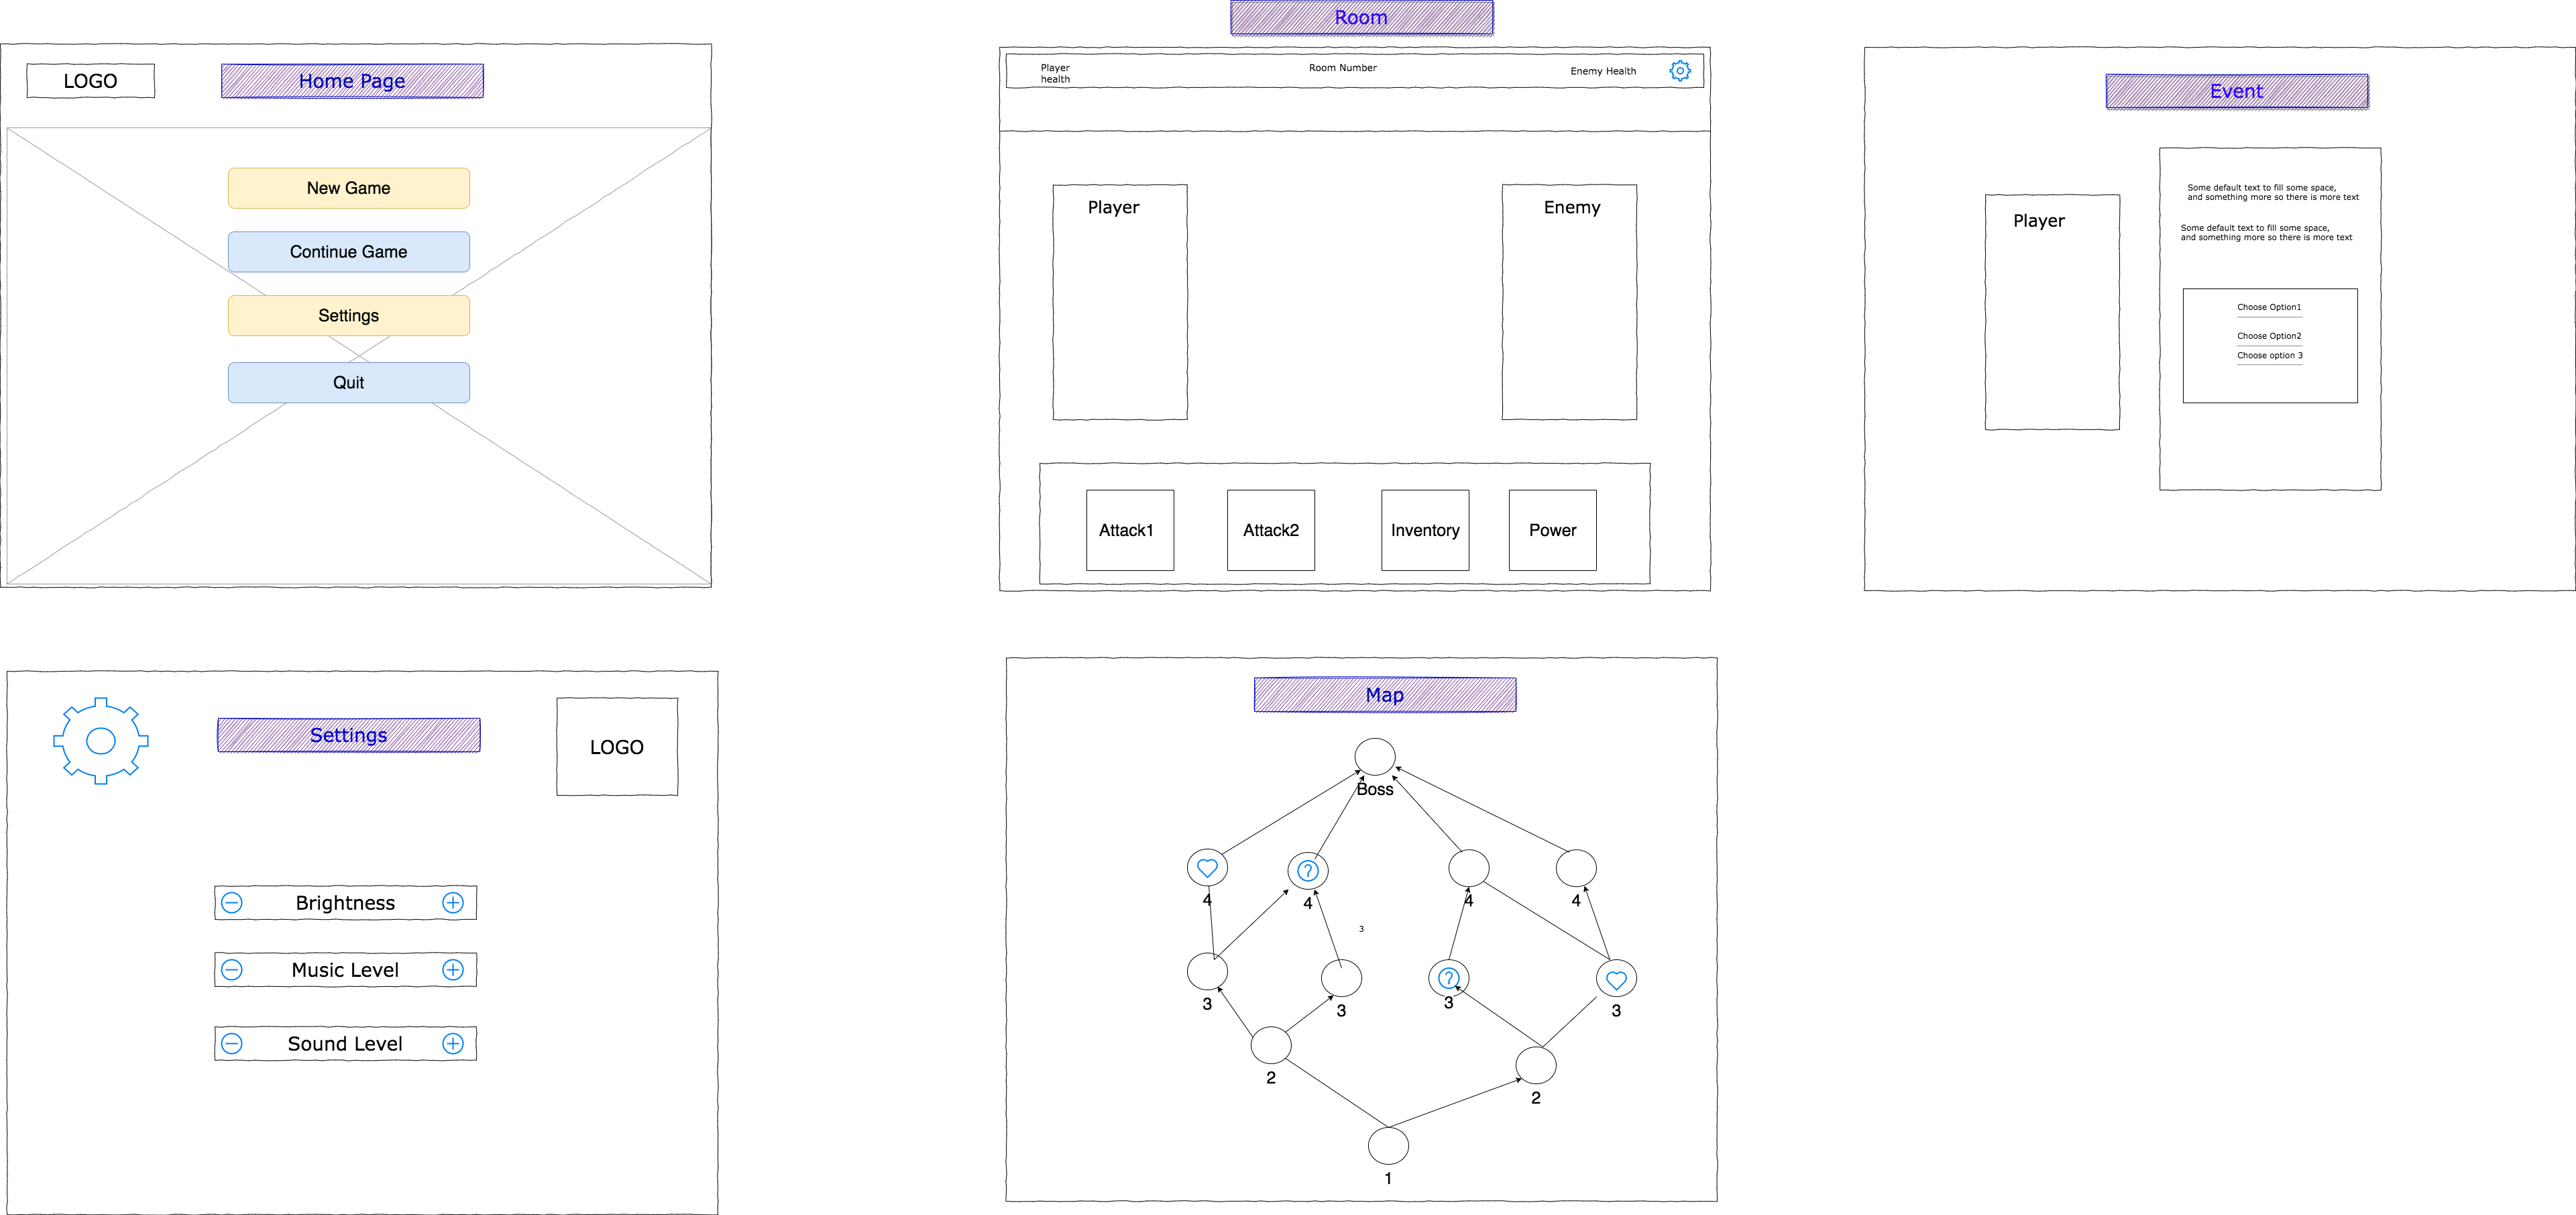 LOGO
Home Page
New Game
Continue Game
Settings
Quit
Room
Player
health
Room Number
Enemy Health
Player
Enemy
Attack1
Attack2
Inventory
Power
Event
Player
Some default text to fill some space,
and something more so there is more text
Some default text to fill some space,
and something more so there is more text
Choose Option1
Choose Option2
Choose option 3
Settings
LOGO
Brightness
Music Level
Sound Level
Map
Boss
?
4
4
4
4
3
?
3
3
3
3
2
2
1